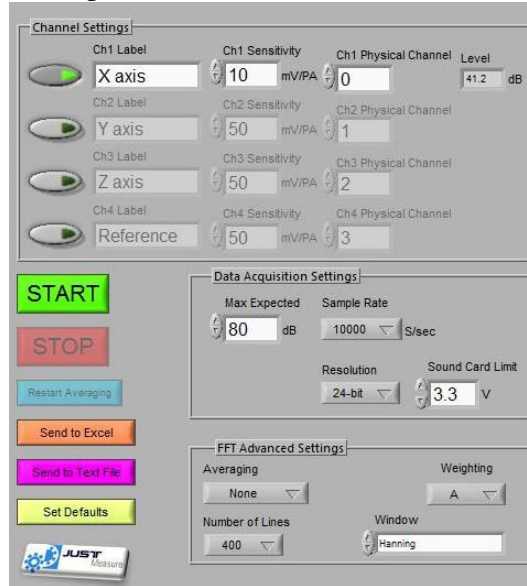 Channel Settings
Ch1 Label Ch1 Sensitivity Ch1 Physical Channel Level
X axis 10 mV/PA 0 41.2 dB
Ch2 Label Ch2 Sensitivity Ch2 Physical Channel
Y axis 50 mV/PA 1
Ch3 Label Ch3 Sensitivity Ch3 Physical Channel
Z axis 50 mV/PA 2
Ch4 Label Ch4 Sensitivity Ch4 Physical Channel
Reference 50 mV/PA 3
START
STOP
Restart Averaging
Send to Excel
Send to Text File
Set Defaults
JUST
Measure
Data Acquisition Settings
Max Expected Sample Rate
80 dB 10000 S/sec
Resolution Sound Card Limit
24-bit 3.3 V
FFT Advanced Settings
Averaging Weighting
None A
Number of Lines Window
400 Hanning